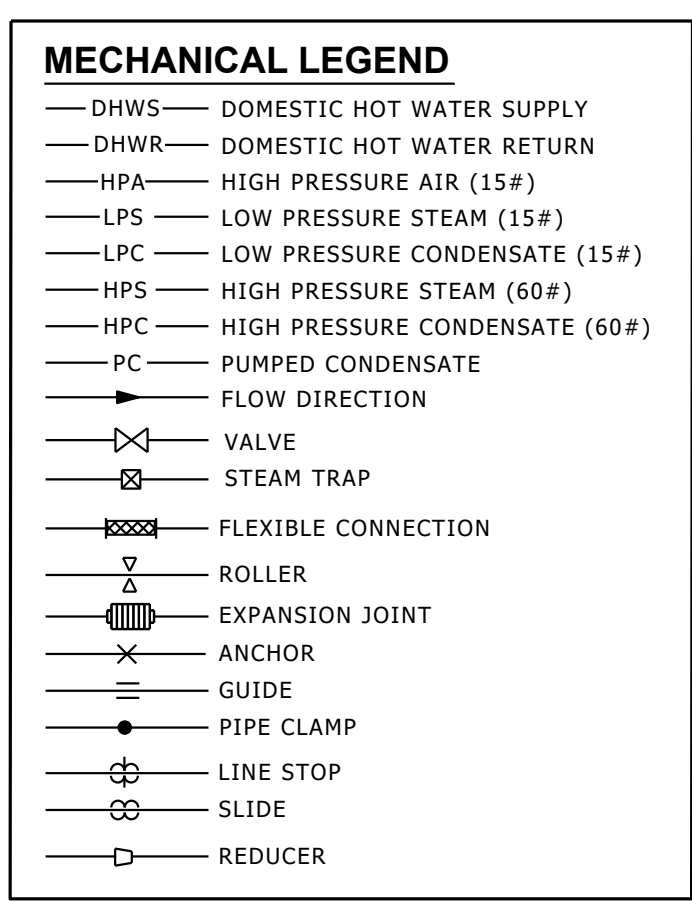 MECHANICAL LEGEND
DHWS DOMESTIC HOT WATER SUPPLY
DHWR DOMESTIC HOT WATER RETURN
HPA HIGH PRESSURE AIR (15#)
LPS LOW PRESSURE STEAM (15#)
LPC LOW PRESSURE CONDENSATE (15#)
HPS HIGH PRESSURE STEAM (60#)
HPC HIGH PRESSURE CONDENSATE (60#)
PC PUMPED CONDENSATE
FLOW DIRECTION
VALVE
STEAM TRAP
FLEXIBLE CONNECTION
ROLLER
EXPANSION JOINT
ANCHOR
GUIDE
PIPE CLAMP
LINE STOP
SLIDE
REDUCER